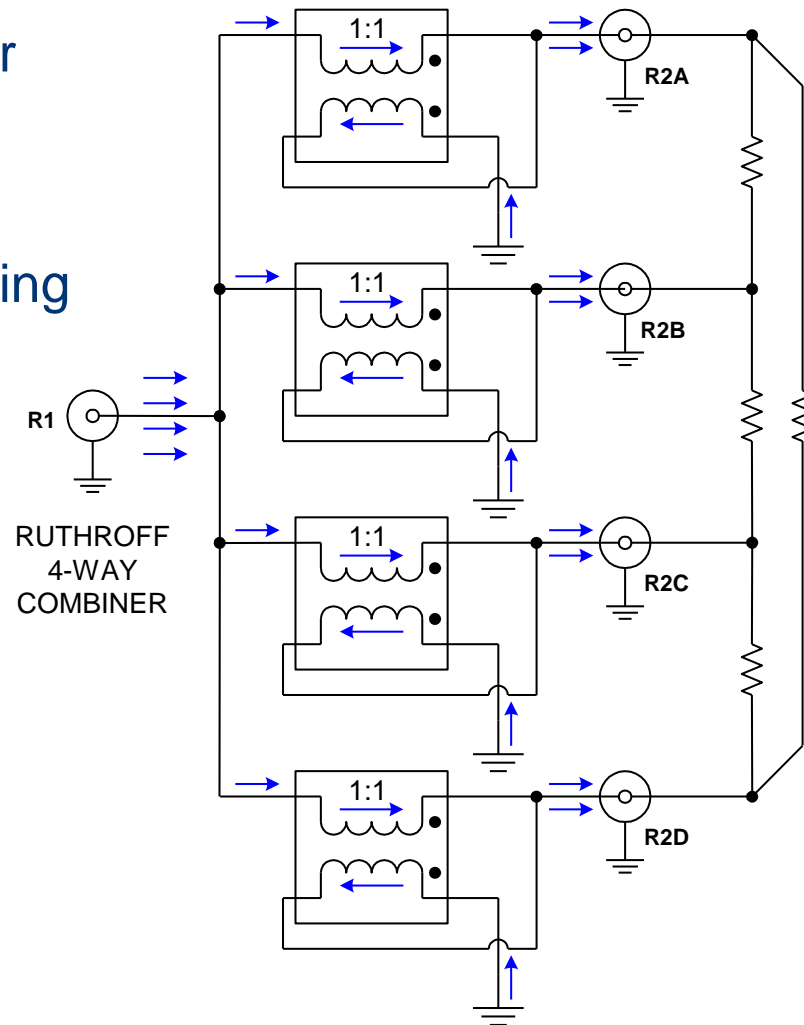 r
ing
1:1
R2A
1:1
R2B
R1
RUTHROFF
4-WAY
COMBINER
1:1
R2C
1:1
R2D